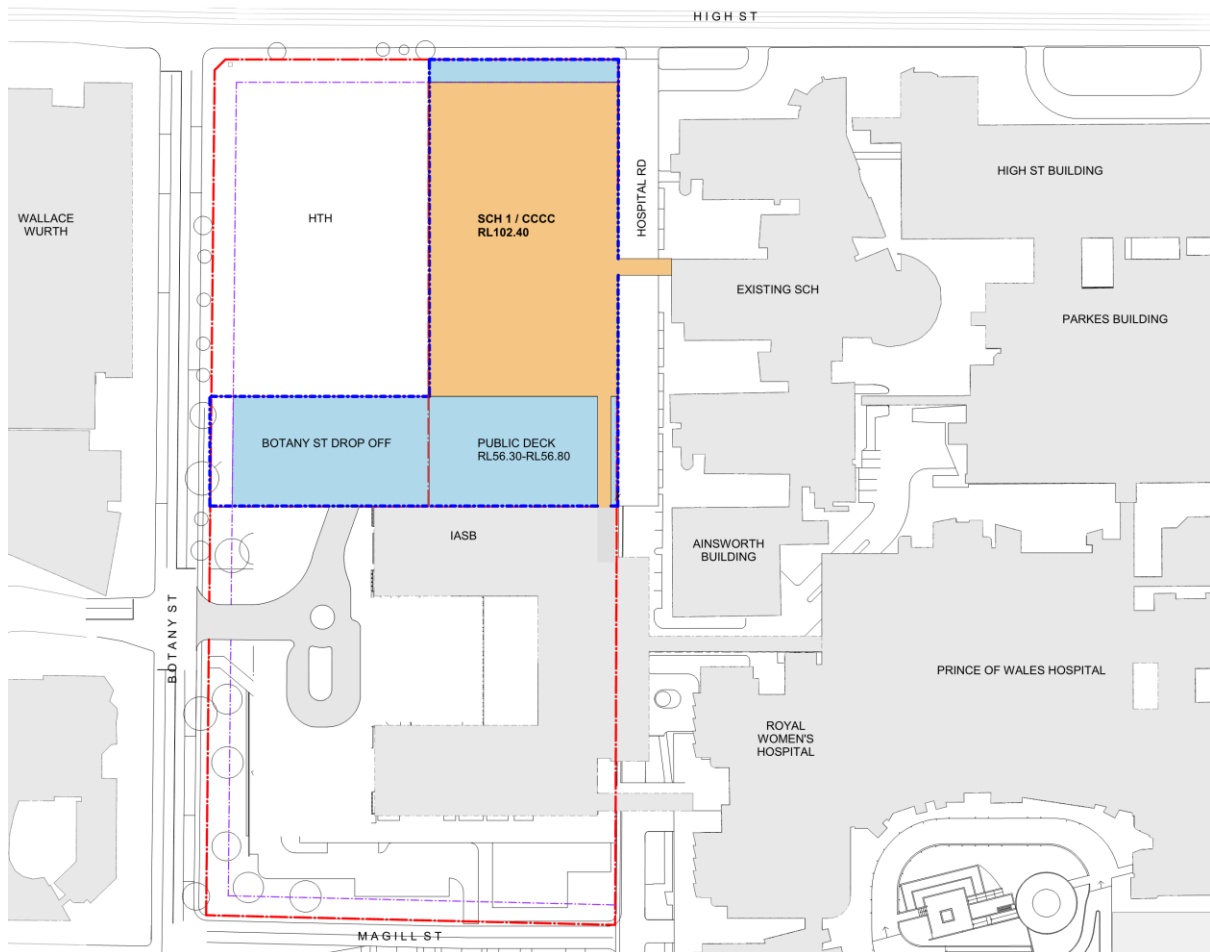 HIGH ST
WALLACE
WURTH
HTH
SCH 1 / CCCC
RL102.40
HOSPITAL RD
HIGH ST BUILDING
EXISTING SCH
PARKES BUILDING
BOTANY ST DROP OFF
PUBLIC DECK
RL56.30-RL56.80
IASB
AINSWORTH
BUILDING
BOTANY ST
PRINCE OF WALES HOSPITAL
ROYAL
WOMEN'S
HOSPITAL
MAGILL ST